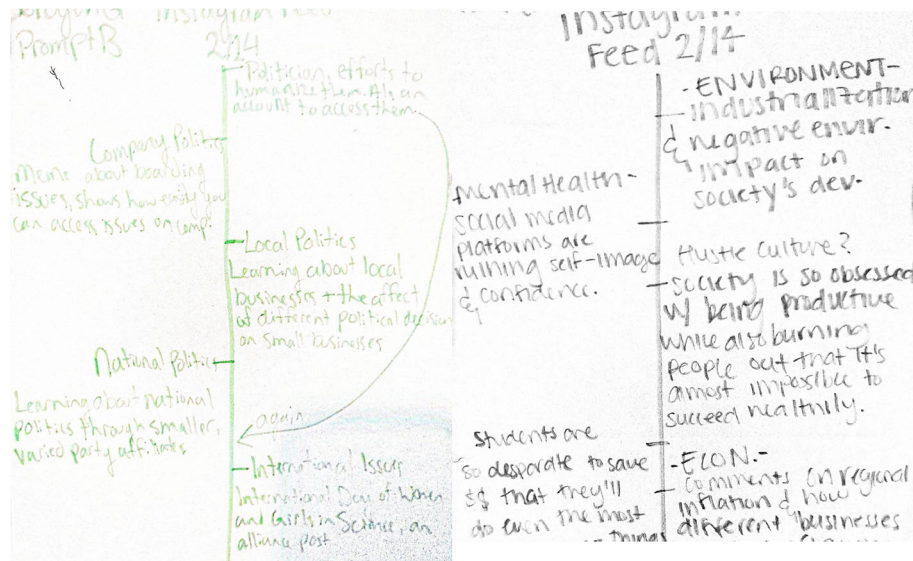 Instagram Feed
Prompt B 2/14
-Politician, efforts to
humanize them. Also an
account to access them.
Company Politics
Meme about boarding
issues, shows how easily you
can access issues on comp.
-Local Politics
Learning about local
businesses + the affect
of different political decision
on small businesses
National Politics
Learning about national
politics through smaller,
varied party affiliates
again
-International Issues
International Day of Women
and Girls in Science, an
alliance post
Instagram
Feed 2/14
-ENVIRONMENT-
industrialization
& negative envir.
impact on
society's dev.
Mental Health-
social media
platforms are
ruining self-image
& confidence.
Hustle Culture?
-society is so obsessed
w/ being productive
while also burning
people out that it's
almost impossible to
succeed healthily.
Students are
so desparate to save
$$ that they'll
do even the most
things
-ECON.-
comments on regional
inflation & how
different businesses